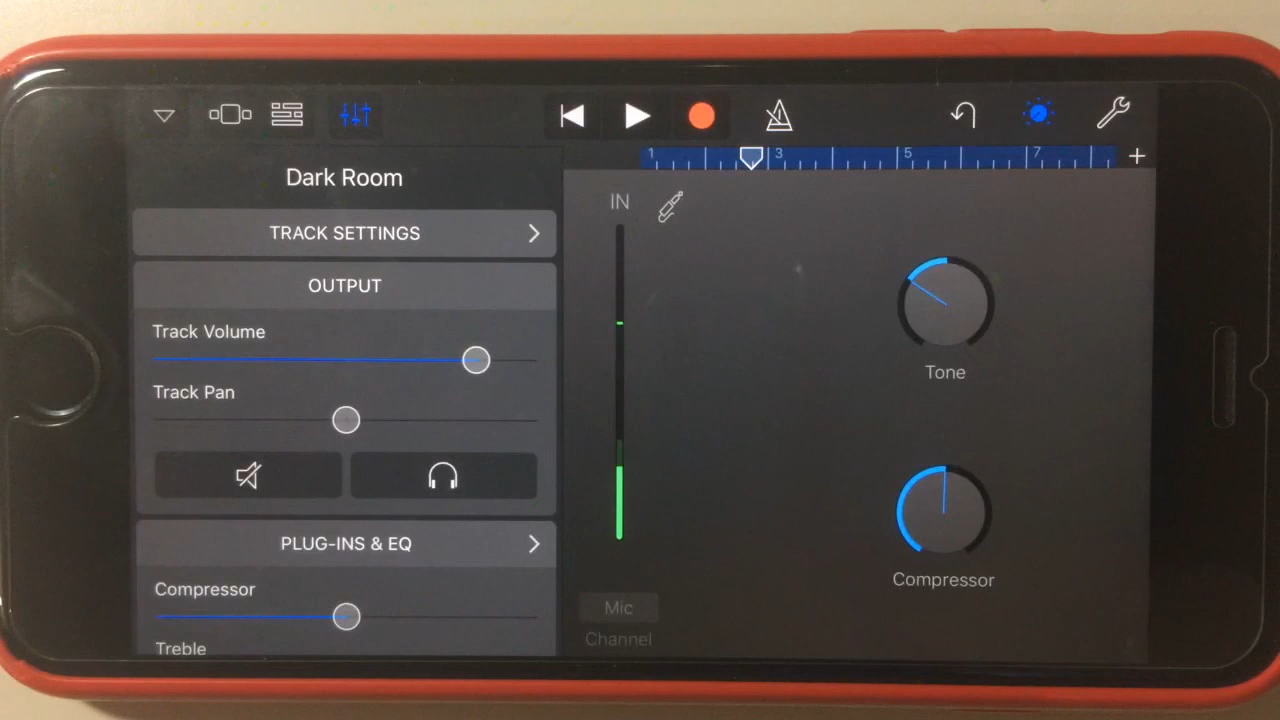 1 3 5 7 +
Dark Room
IN
TRACK SETTINGS
OUTPUT
Track Volume
Track Pan
Tone
PLUG-INS & EQ
Compressor
Compressor
Mic
Channel
Treble